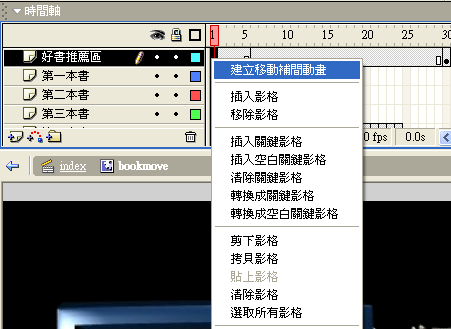 時間軸
1 5 10 15 20 25 30
好書推薦區
第一本書
第二本書
第三本書
fps 0.0s
index bookmove
建立移動補間動畫
插入影格
移除影格
插入關鍵影格
插入空白關鍵影格
清除關鍵影格
轉換成關鍵影格
轉換成空白關鍵影格
剪下影格
拷貝影格
貼上影格
清除影格
選取所有影格